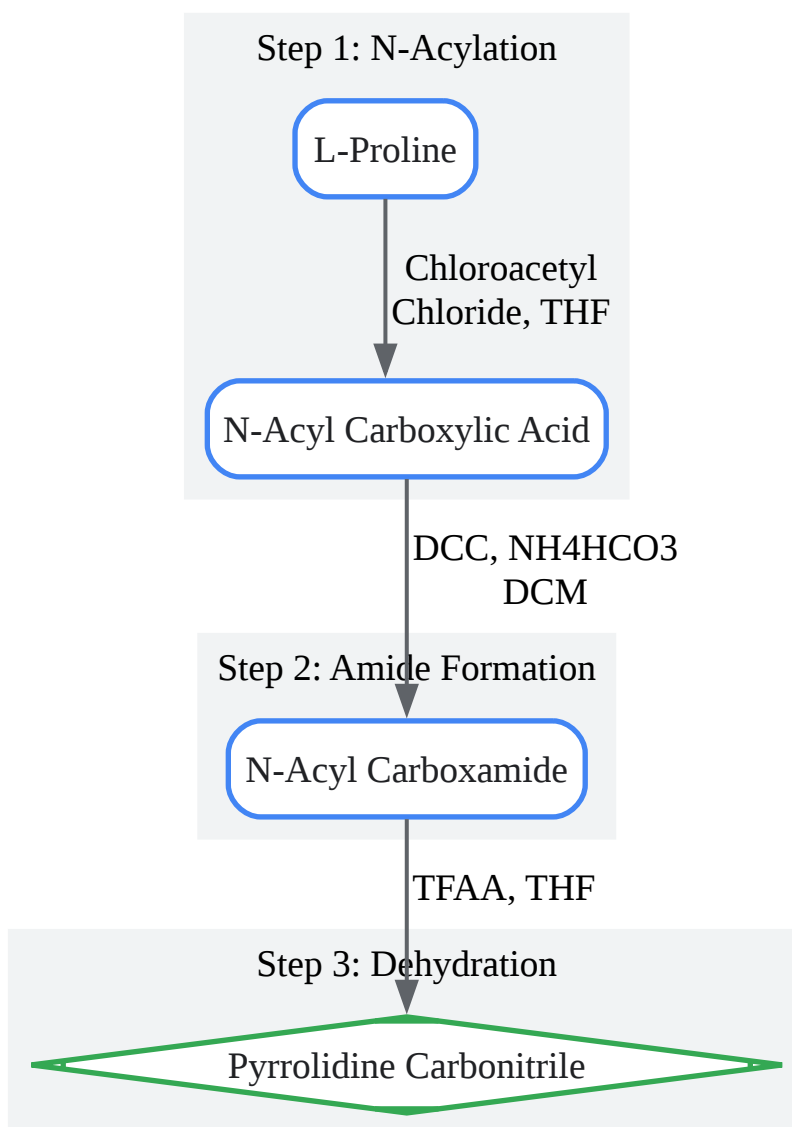 Step 1: N-Acylation
L-Proline
Chloroacetyl
Chloride, THF
N-Acyl Carboxylic Acid
DCC, NH4HCO3
DCM
Step 2: Amide Formation
N-Acyl Carboxamide
TFAA, THF
Step 3: Dehydration
Pyrrolidine Carbonitrile